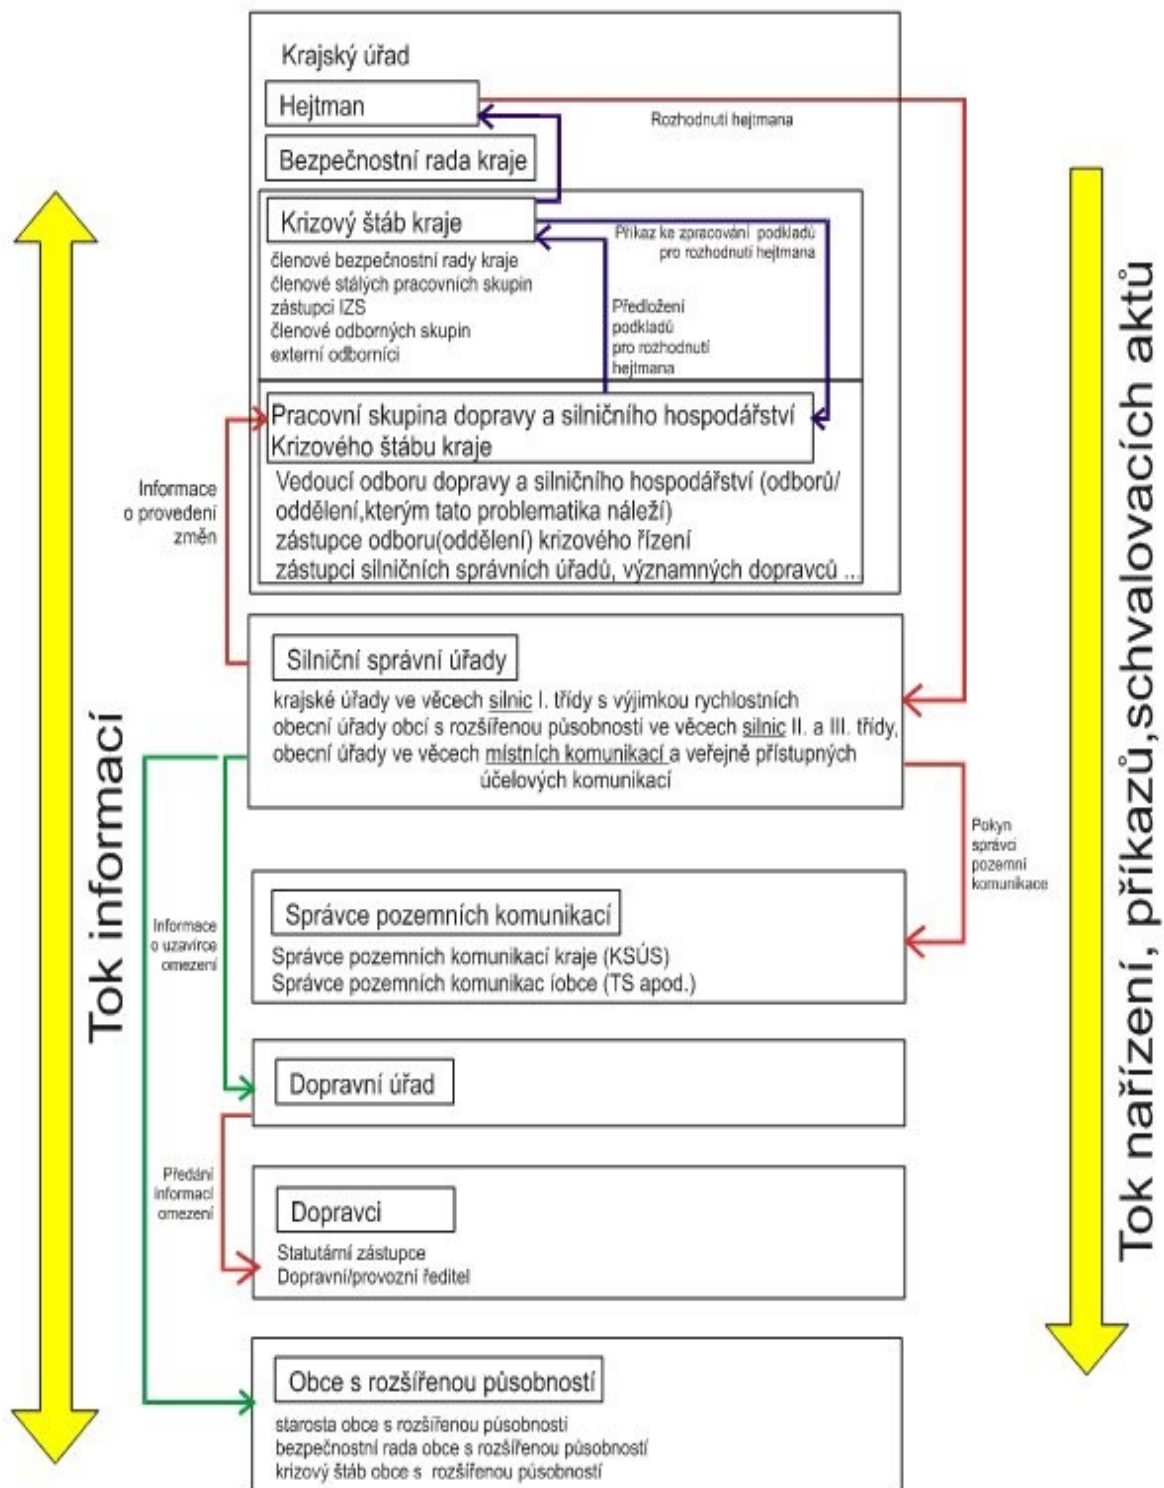 Krajský úřad
Hejtman
Rozhodnutí hejtmana
Bezpečnostní rada kraje
Krizový štáb kraje
Příkaz ke zpracování podkladů
pro rozhodnutí hejtmana
členové bezpečnostní rady kraje
členové stálých pracovních skupin
zástupci IZS
členové odborných skupin
externí odborníci
Předložení
podkladů
pro rozhodnutí
hejtmana
Pracovní skupina dopravy a silničního hospodářství
Krizového štábu kraje
Vedoucí odboru dopravy a silničního hospodářství (odborů/
oddělení,kterým tato problematika náleží)
zástupce odboru(oddělení) krizového řízení
zástupci silničních správních úřadů, významných dopravců ...
Informace
o provedení
změn
Silniční správní úřady
krajské úřady ve věcech silnic I. třídy s výjimkou rychlostních
obecní úřady obcí s rozšířenou působností ve věcech silnic II. a III. třídy,
obecní úřady ve věcech místních komunikací a veřejně přístupných
účelových komunikací
Pokyn
správci
pozemní
komunikace
Správce pozemních komunikací
Správce pozemních komunikací kraje (KSÚS)
Správce pozemních komunikac íobce (TS apod.)
Informace
o uzavírce
omezení
Dopravní úřad
Předání
informací
omezení
Dopravci
Statutární zástupce
Dopravní/provozní ředitel
Obce s rozšířenou působností
starosta obce s rozšířenou působností
bezpečnostní rada obce s rozšířenou působností
krizový štáb obce s rozšířenou působností
Tok informací
Tok nařízení, příkazů,schvalovacích aktů